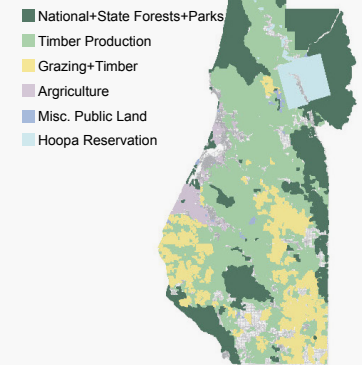 National+State Forests+Parks
Timber Production
Grazing+Timber
Argriculture
Misc. Public Land
Hoopa Reservation